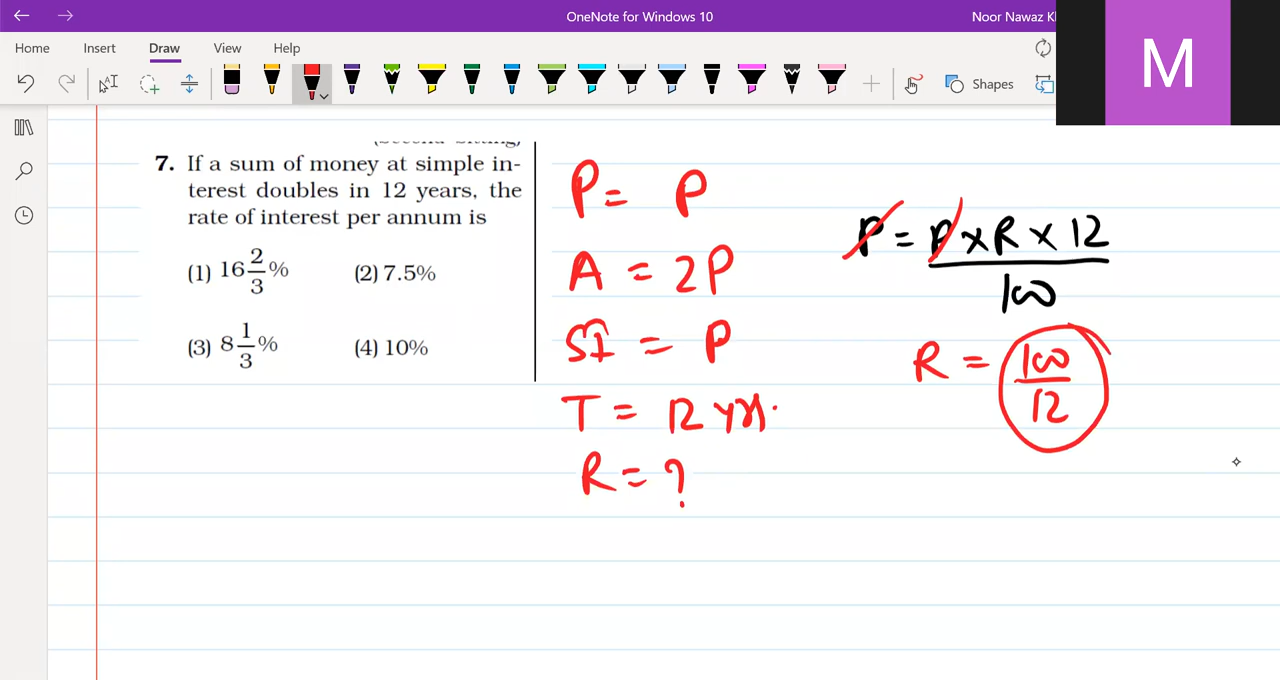 OneNote for Windows 10
Noor Nawaz
Home Insert Draw View Help
Shapes
M
7. If a sum of money at simple in-
terest doubles in 12 years, the
rate of interest per annum is
(1) 16 2/3 % (2) 7.5%
(3) 8 1/3 % (4) 10%
P = P
A = 2P
SI = P
T = 12 yrs.
R = ?
P = P x R x 12
100
R = 100
12